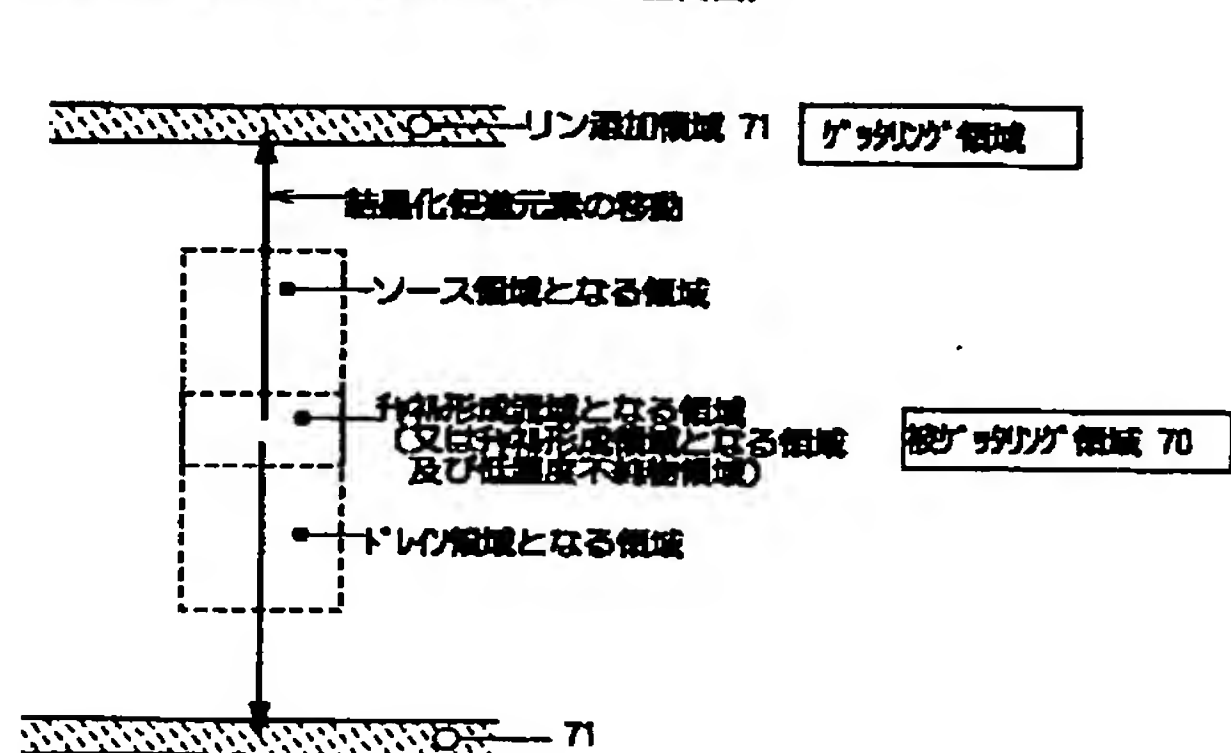 リン添加領域 71
ゲッタリング領域
結晶化促進元素の移動
ソース領域となる領域
チャネル形成領域となる領域
(又はチャネル形成領域となる領域
及び低濃度不純物領域)
被ゲッタリング領域 70
ドレイン領域となる領域
71